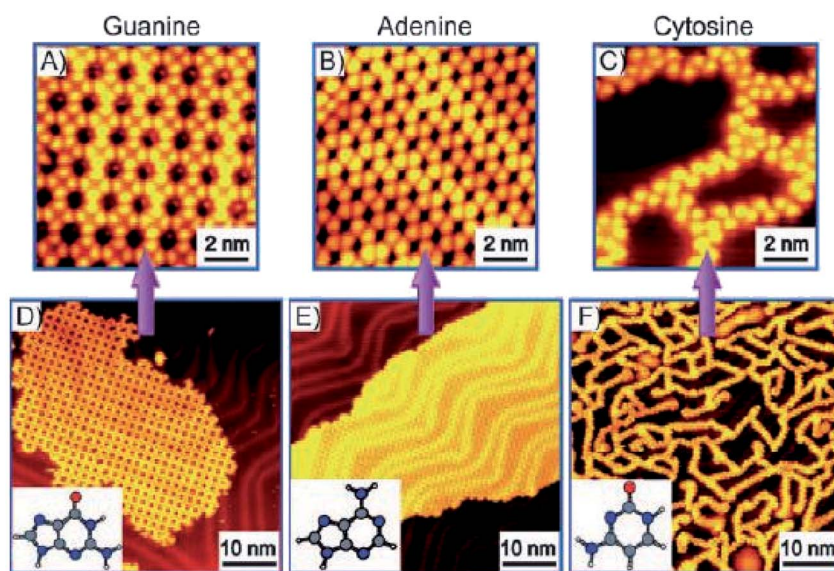 Guanine
Adenine
Cytosine
A)
B)
C)
2 nm
2 nm
2 nm
D)
E)
F)
10 nm
10 nm
10 nm